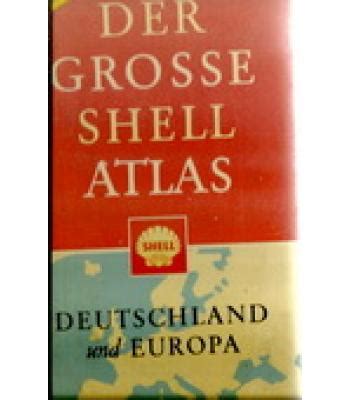 DER
GROSSE
SHELL
ATLAS
SHELL
DEUTSCHLAND
und EUROPA